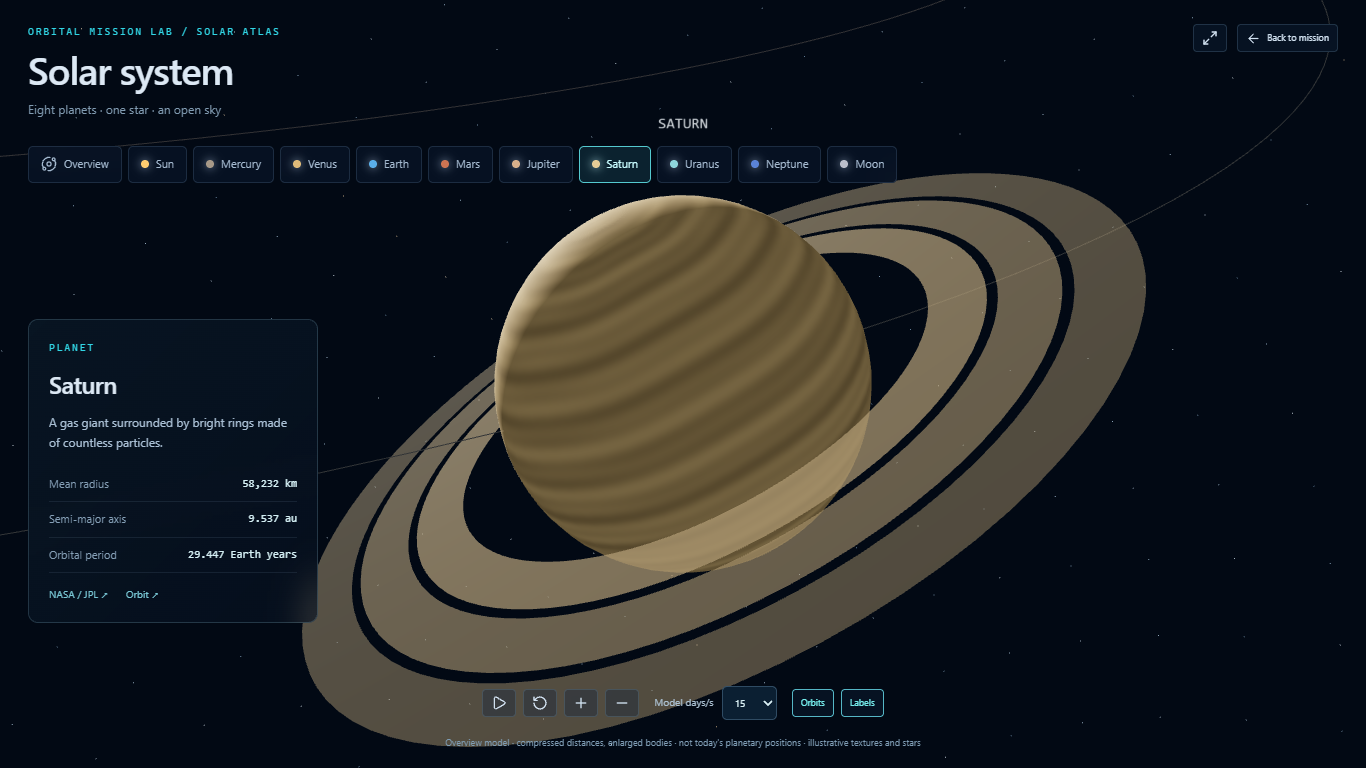 ORBITAL MISSION LAB / SOLAR ATLAS
Solar system
Eight planets · one star · an open sky
Back to mission
SATURN
Overview Sun Mercury Venus Earth Mars Jupiter Saturn Uranus Neptune Moon
PLANET
Saturn
A gas giant surrounded by bright rings made
of countless particles.
Mean radius 58,232 km
Semi-major axis 9.537 au
Orbital period 29.447 Earth years
NASA / JPL ↗ Orbit ↗
Model days/s 15 Orbits Labels
Overview model · compressed distances, enlarged bodies · not today's planetary positions · illustrative textures and stars